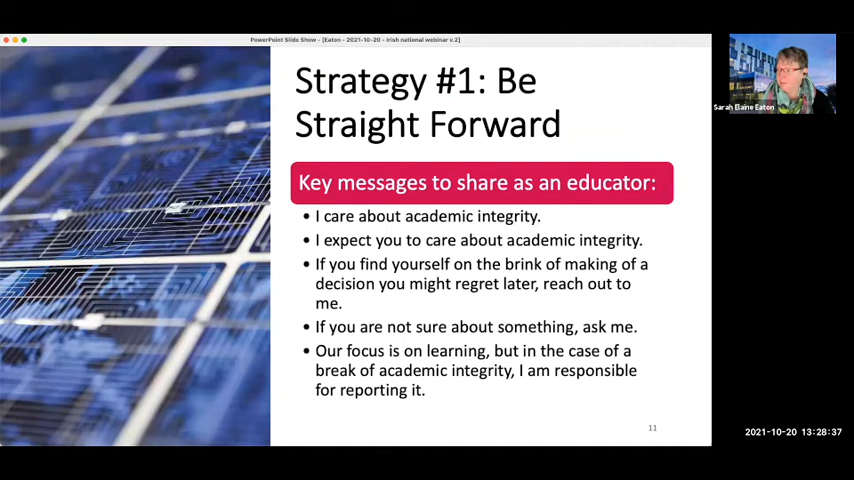 PowerPoint Slide Show - [Eaton - 2021-10-20 - Irish national webinar v.2]
Strategy #1: Be
Straight Forward
Key messages to share as an educator:
• I care about academic integrity.
• I expect you to care about academic integrity.
• If you find yourself on the brink of making of a
decision you might regret later, reach out to
me.
• If you are not sure about something, ask me.
• Our focus is on learning, but in the case of a
break of academic integrity, I am responsible
for reporting it.
11
Sarah Elaine Eaton
2021-10-20 13:28:37